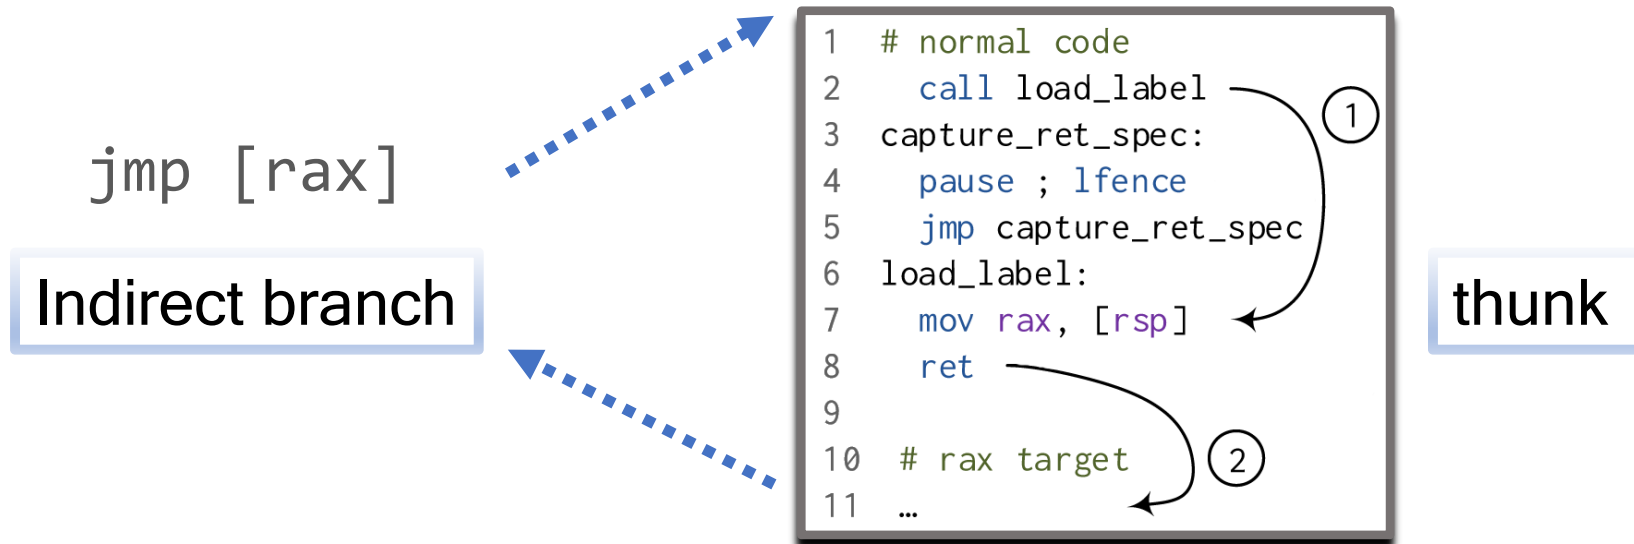 jmp [rax]
Indirect branch
1 # normal code
2 call load_label
3 capture_ret_spec:
4 pause ; lfence
5 jmp capture_ret_spec
6 load_label:
7 mov rax, [rsp]
8 ret
9
10 # rax target
11 …
1
2
thunk